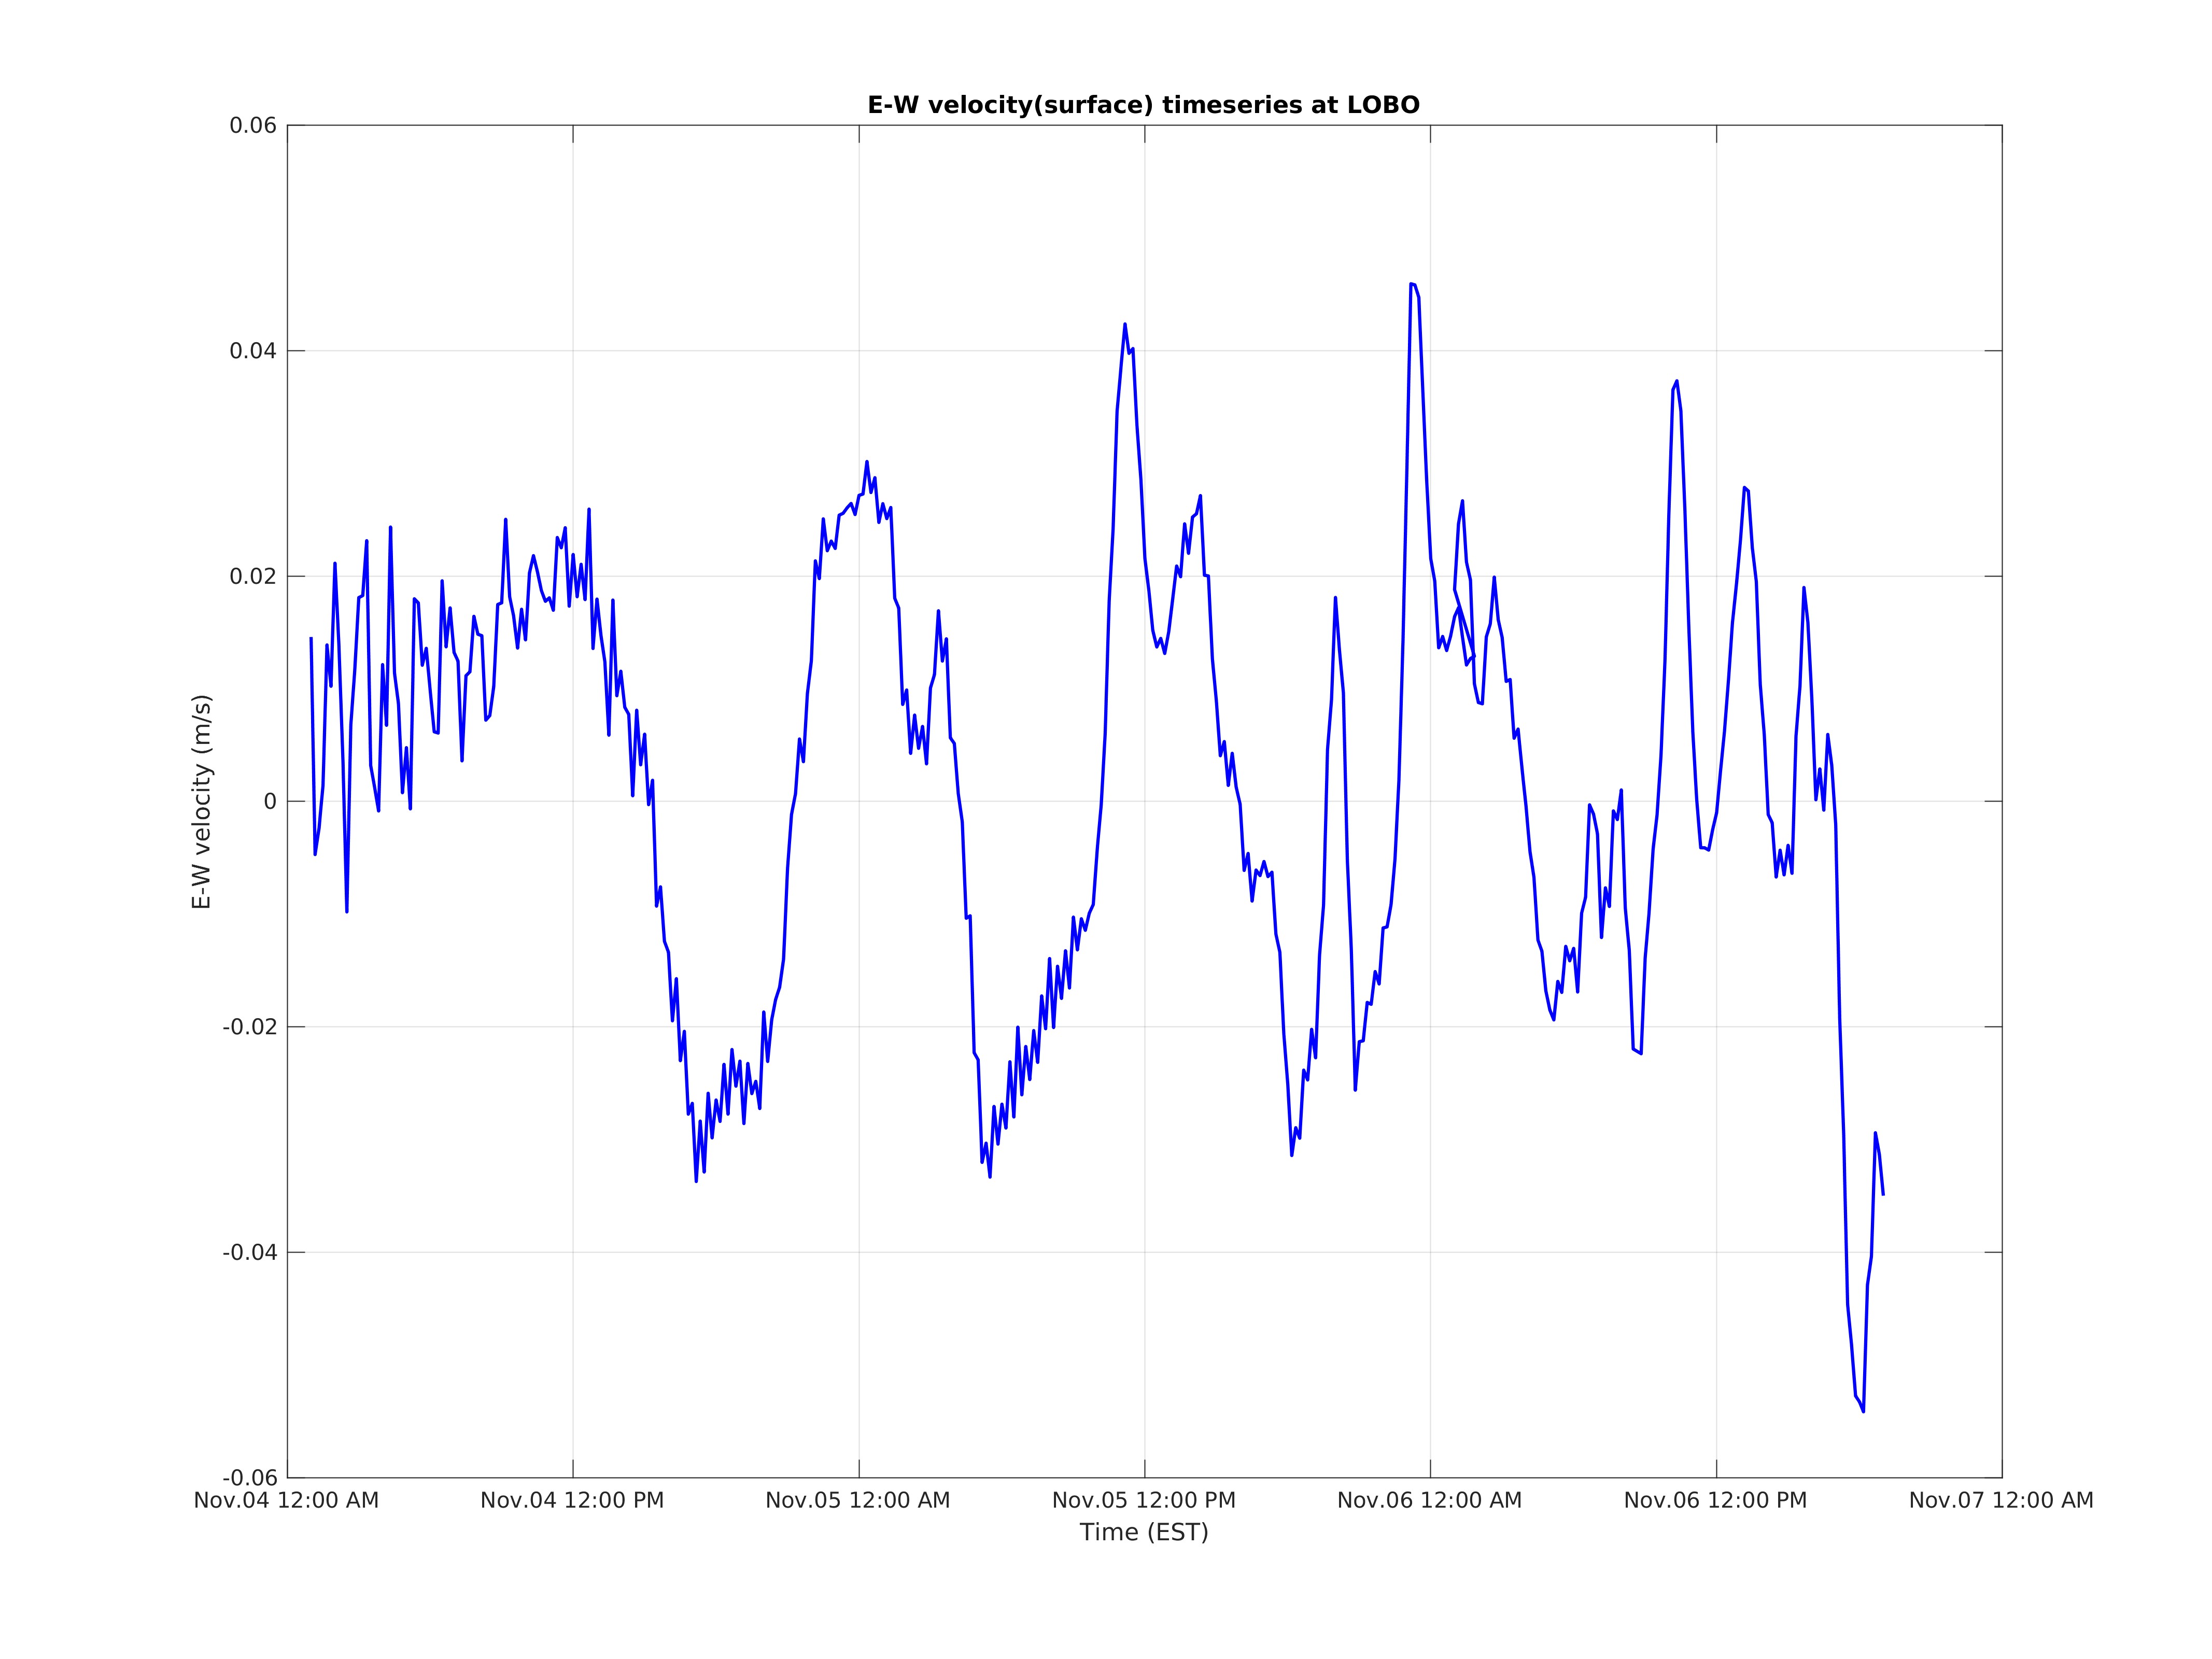 E-W velocity(surface) timeseries at LOBO
0.06
0.04
0.02
0
-0.02
-0.04
-0.06
E-W velocity (m/s)
Nov.04 12:00 AM Nov.04 12:00 PM Nov.05 12:00 AM Nov.05 12:00 PM Nov.06 12:00 AM Nov.06 12:00 PM Nov.07 12:00 AM
Time (EST)